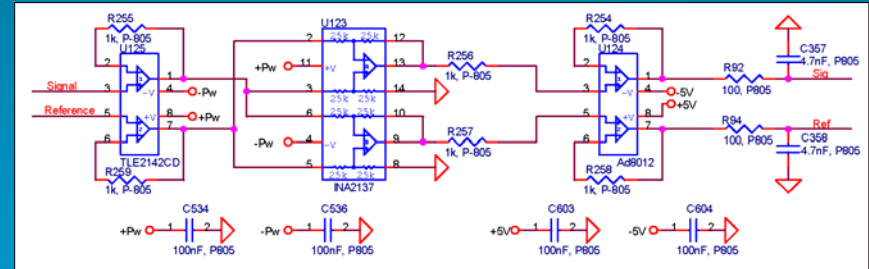 R255
1k, P-805
U125
2
1
3
-V
4
-Pw
Signal
Reference
5
+V
8
+Pw
6
7
TLE2142CD
R259
1k, P-805
U123
2
25k
25k
12
+Pw
11
+V
13
3
25k
25k
14
6
25k
25k
10
-Pw
4
-V
9
5
25k
25k
8
INA2137
R256
1k, P-805
R257
1k, P-805
R254
1k, P-805
U124
2
1
3
-V
4
-5V
+5V
5
+V
8
6
7
Ad8012
R258
1k, P-805
R92
100, P805
C357
4.7nF, P805
Sig
R94
100, P805
Ref
C358
4.7nF, P805
C534
+Pw
1
2
100nF, P805
C536
-Pw
1
2
100nF, P805
C603
+5V
1
2
100nF, P805
C604
-5V
1
2
100nF, P805